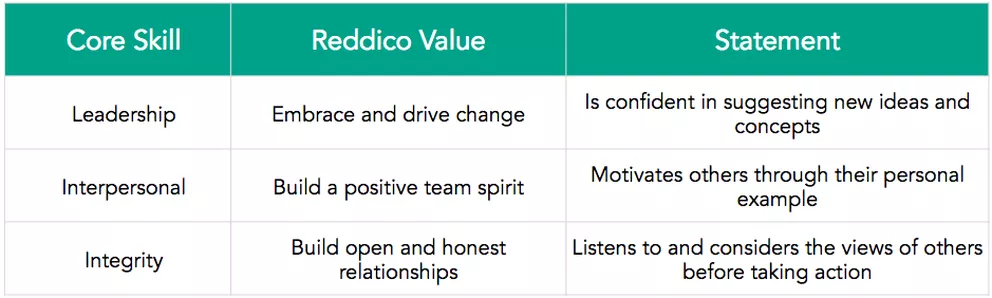 Core Skill
Reddico Value
Statement
Leadership
Embrace and drive change
Is confident in suggesting new ideas and
concepts
Interpersonal
Build a positive team spirit
Motivates others through their personal
example
Integrity
Build open and honest
relationships
Listens to and considers the views of others
before taking action